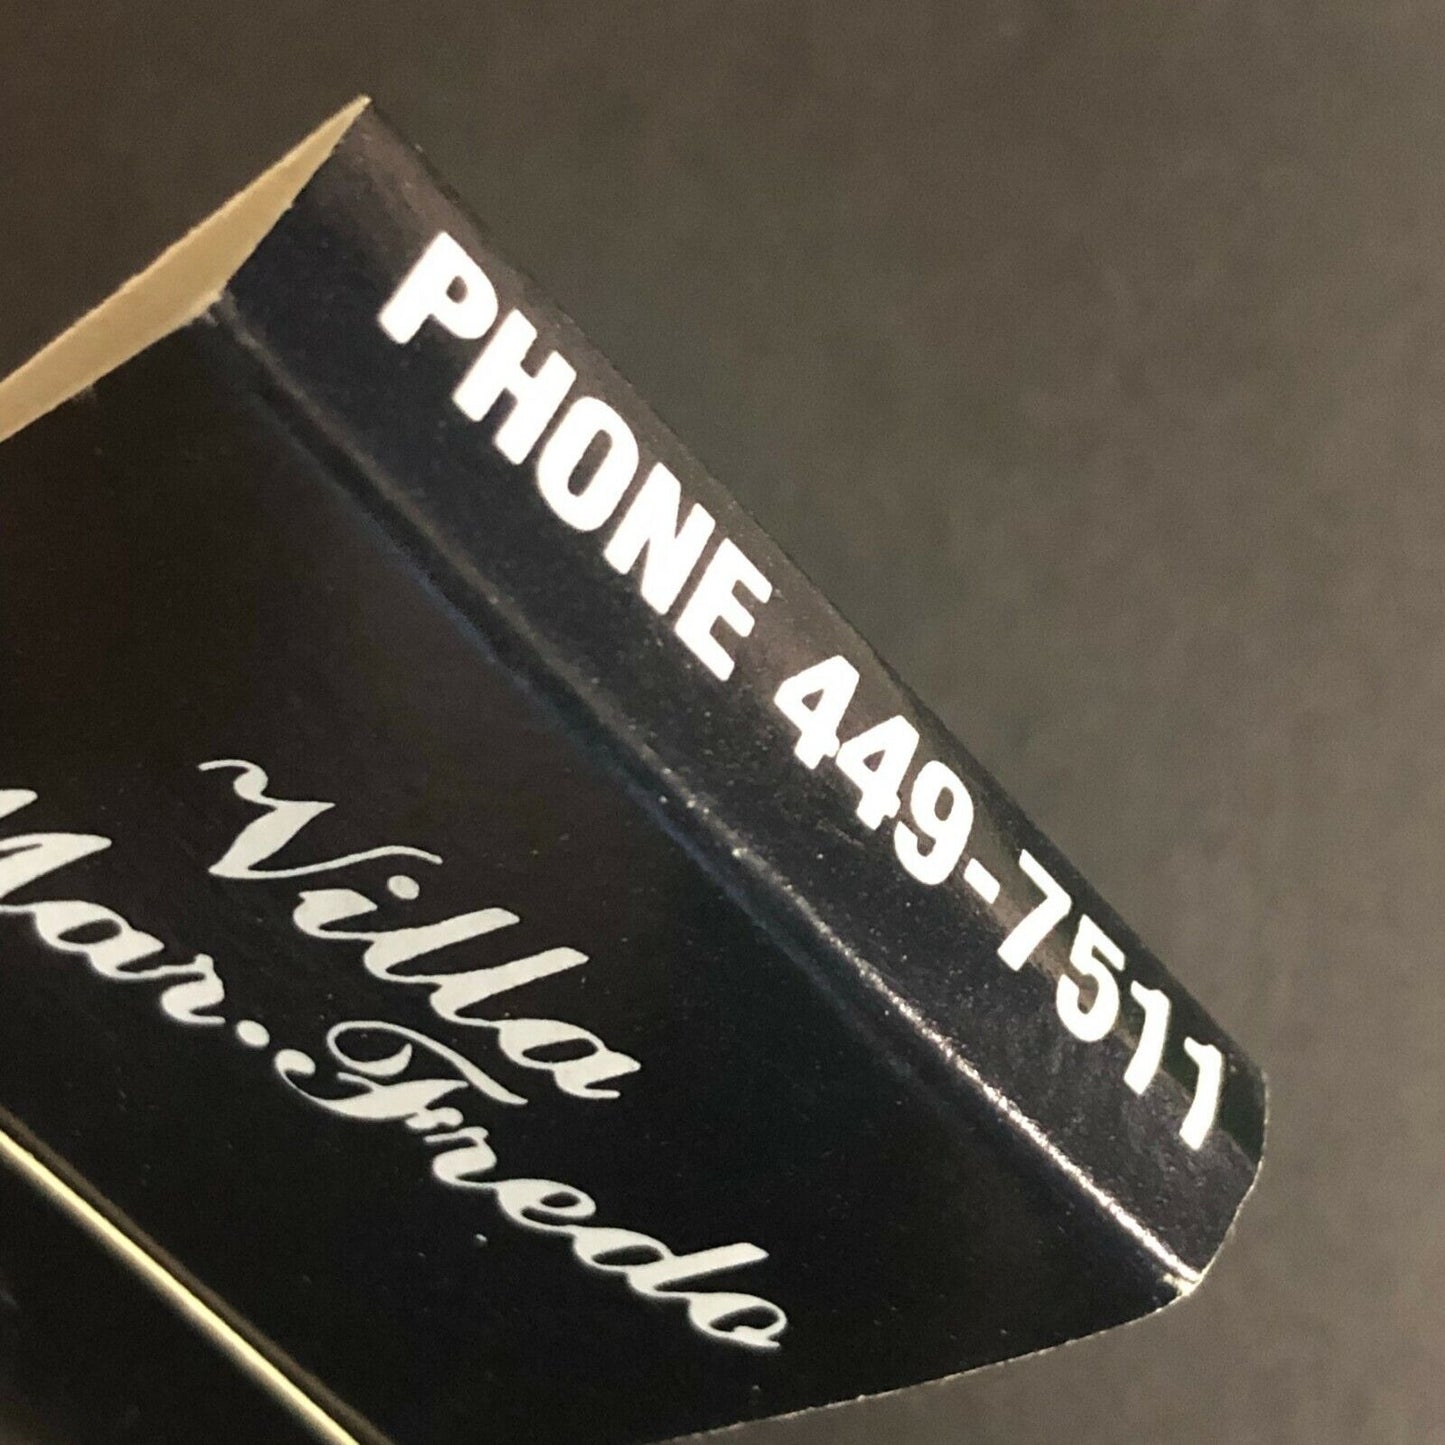 PHONE 449-7511
Villa
Mar. Fredo